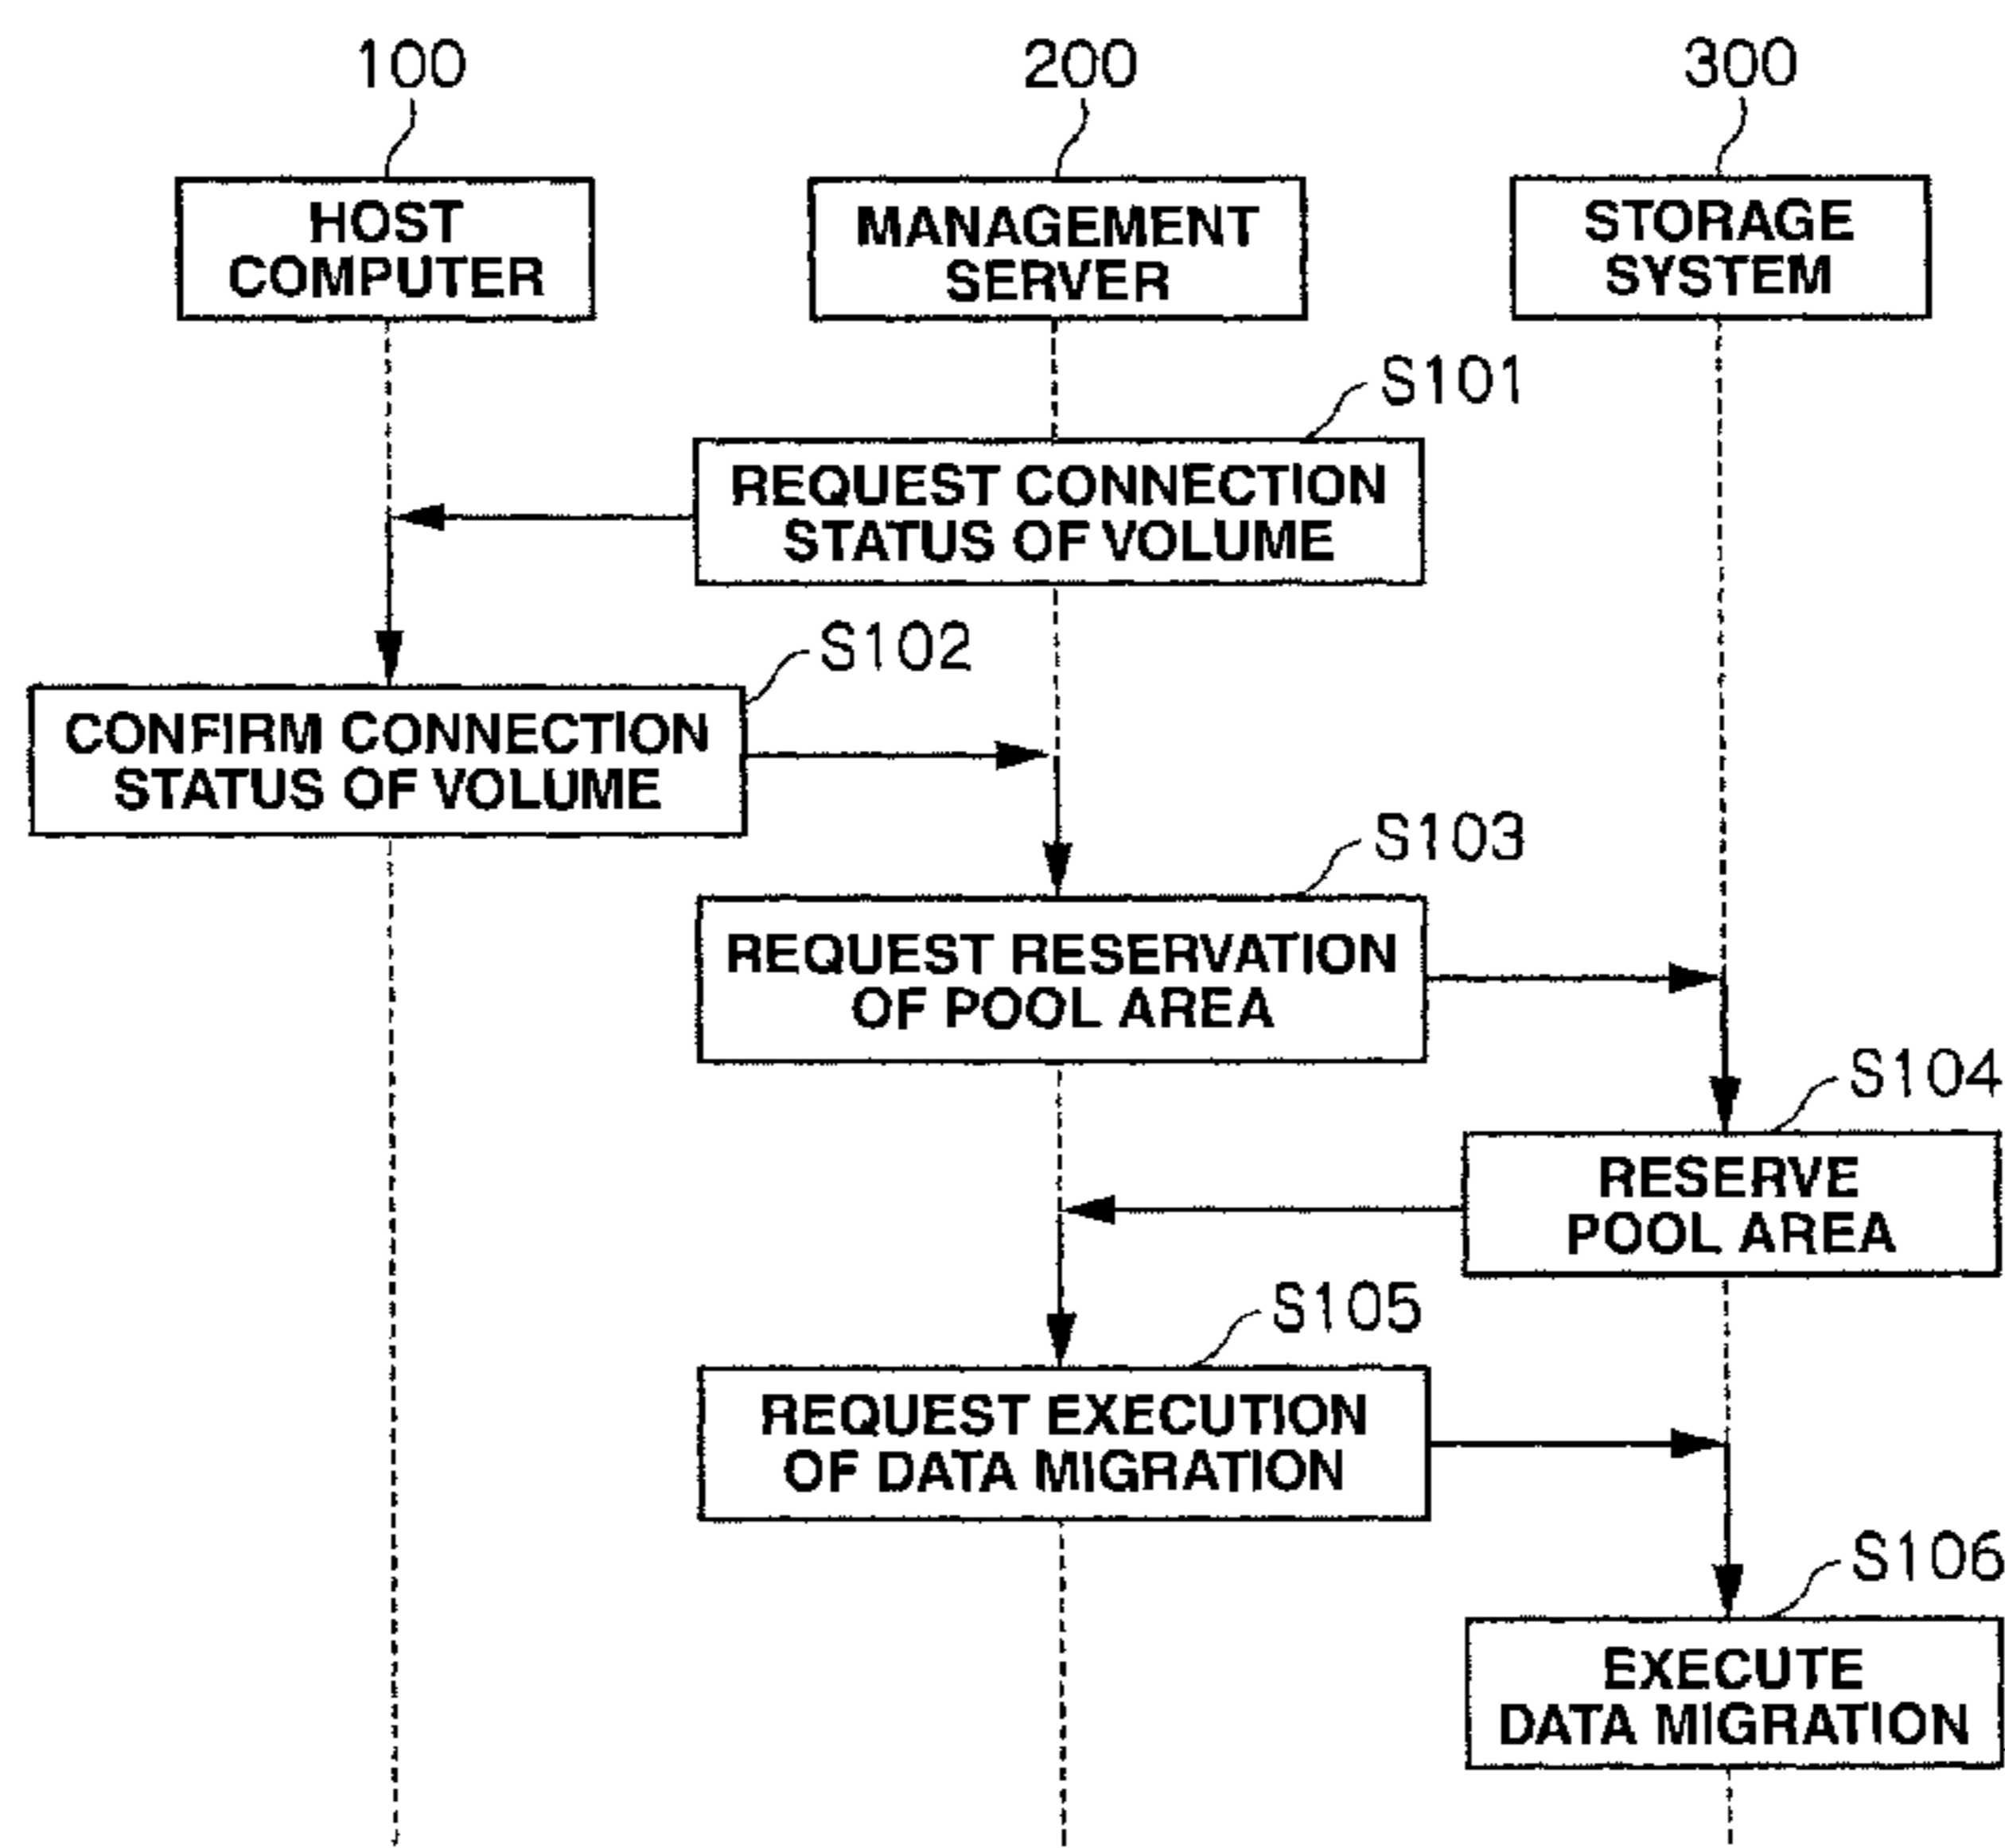 100
200
300
HOST
COMPUTER
MANAGEMENT
SERVER
STORAGE
SYSTEM
S101
REQUEST CONNECTION
STATUS OF VOLUME
S102
CONFIRM CONNECTION
STATUS OF VOLUME
S103
REQUEST RESERVATION
OF POOL AREA
S104
RESERVE
POOL AREA
S105
REQUEST EXECUTION
OF DATA MIGRATION
S106
EXECUTE
DATA MIGRATION